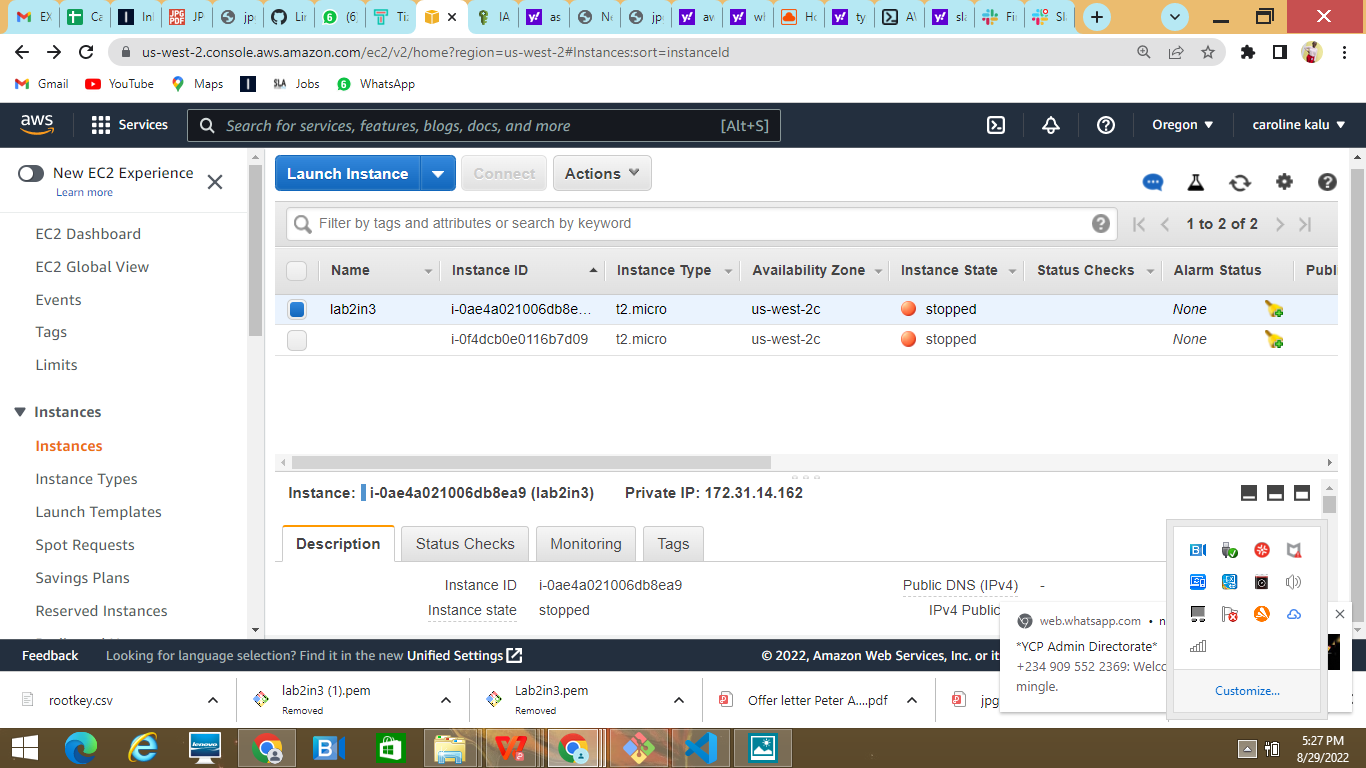 EX
Ca
In
JP
jp
Lir
(6
Tiz
IA
as
Ne
jp
av
wl
Ho
ty
A\
sla
Fi
Sl
us-west-2.console.aws.amazon.com/ec2/v2/home?region=us-west-2#Instances:sort=instanceId
Gmail YouTube Maps Jobs WhatsApp
aws Services Search for services, features, blogs, docs, and more [Alt+S] Oregon caroline kalu
New EC2 Experience
Learn more
Launch Instance Connect Actions
Filter by tags and attributes or search by keyword 1 to 2 of 2
EC2 Dashboard
EC2 Global View
Events
Tags
Limits
Instances
Instances
Instance Types
Launch Templates
Spot Requests
Savings Plans
Reserved Instances
Name Instance ID Instance Type Availability Zone Instance State Status Checks Alarm Status Publ
lab2in3 i-0ae4a021006db8e… t2.micro us-west-2c stopped None
i-0f4dcb0e0116b7d09 t2.micro us-west-2c stopped None
Instance: i-0ae4a021006db8ea9 (lab2in3) Private IP: 172.31.14.162
Description Status Checks Monitoring Tags
Instance ID i-0ae4a021006db8ea9 Public DNS (IPv4) -
Instance state stopped IPv4 Public
web.whatsapp.com • n
*YCP Admin Directorate*
+234 909 552 2369: Welco
mingle.
Customize...
Feedback Looking for language selection? Find it in the new Unified Settings © 2022, Amazon Web Services, Inc. or it
rootkey.csv
lab2in3 (1).pem
Removed
Lab2in3.pem
Removed
Offer letter Peter A....pdf
jpg
lenovo
5:27 PM
8/29/2022